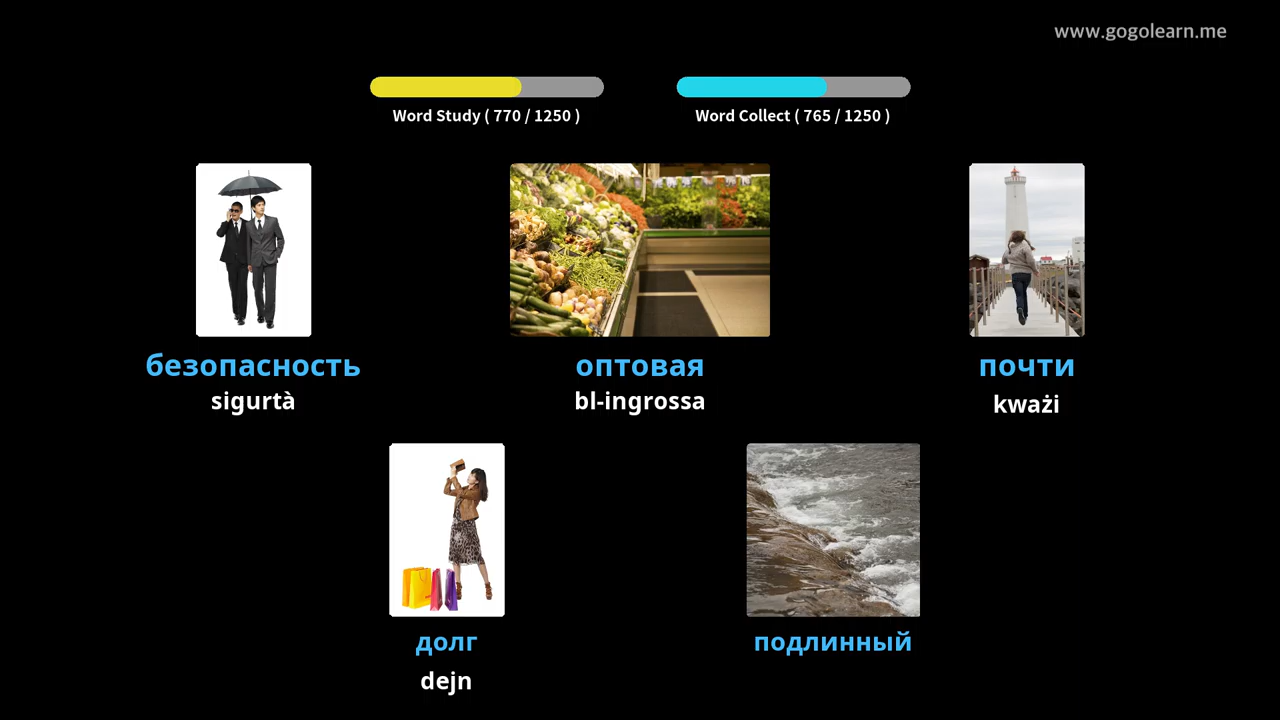 www.gogolearn.me
Word Study ( 770 / 1250 )
Word Collect ( 765 / 1250 )
безопасность
sigurtà
оптовая
bl-ingrossa
почти
kważi
долг
dejn
подлинный